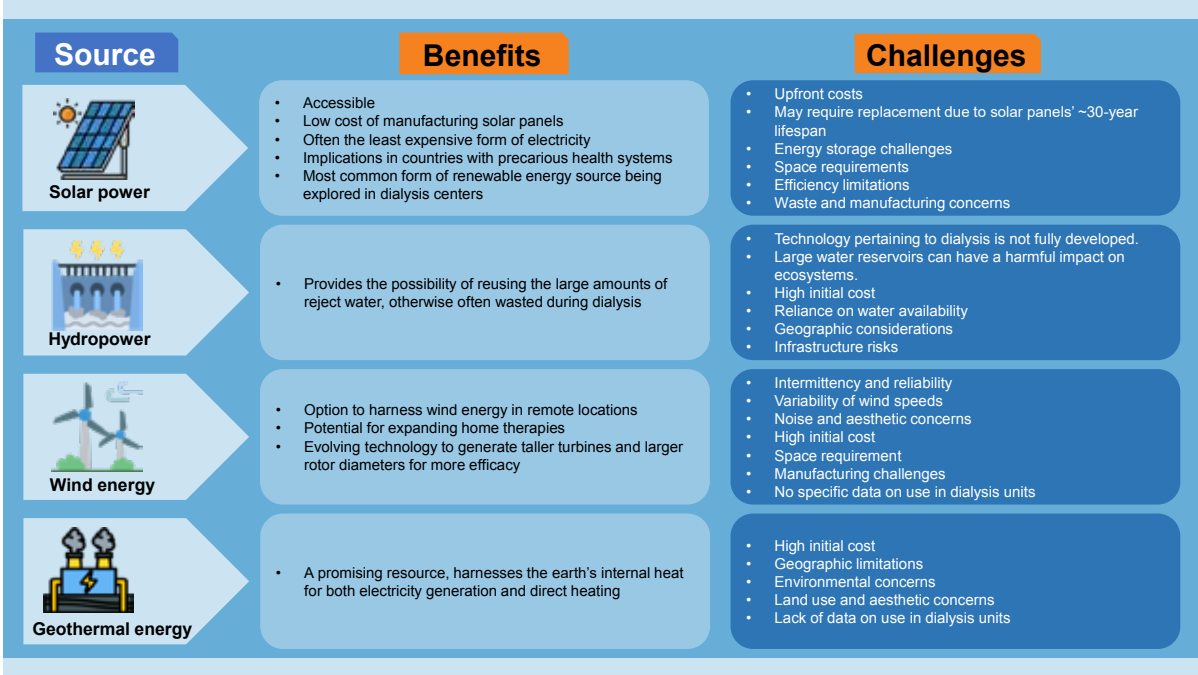 Source
Benefits
Challenges
Solar power
• Accessible
• Low cost of manufacturing solar panels
• Often the least expensive form of electricity
• Implications in countries with precarious health systems
• Most common form of renewable energy source being
explored in dialysis centers
• Upfront costs
• May require replacement due to solar panels’ ~30-year
lifespan
• Energy storage challenges
• Space requirements
• Efficiency limitations
• Waste and manufacturing concerns
Hydropower
• Provides the possibility of reusing the large amounts of
reject water, otherwise often wasted during dialysis
• Technology pertaining to dialysis is not fully developed.
• Large water reservoirs can have a harmful impact on
ecosystems.
• High initial cost
• Reliance on water availability
• Geographic considerations
• Infrastructure risks
Wind energy
• Option to harness wind energy in remote locations
• Potential for expanding home therapies
• Evolving technology to generate taller turbines and larger
rotor diameters for more efficacy
• Intermittency and reliability
• Variability of wind speeds
• Noise and aesthetic concerns
• High initial cost
• Space requirement
• Manufacturing challenges
• No specific data on use in dialysis units
Geothermal energy
• A promising resource, harnesses the earth’s internal heat
for both electricity generation and direct heating
• High initial cost
• Geographic limitations
• Environmental concerns
• Land use and aesthetic concerns
• Lack of data on use in dialysis units